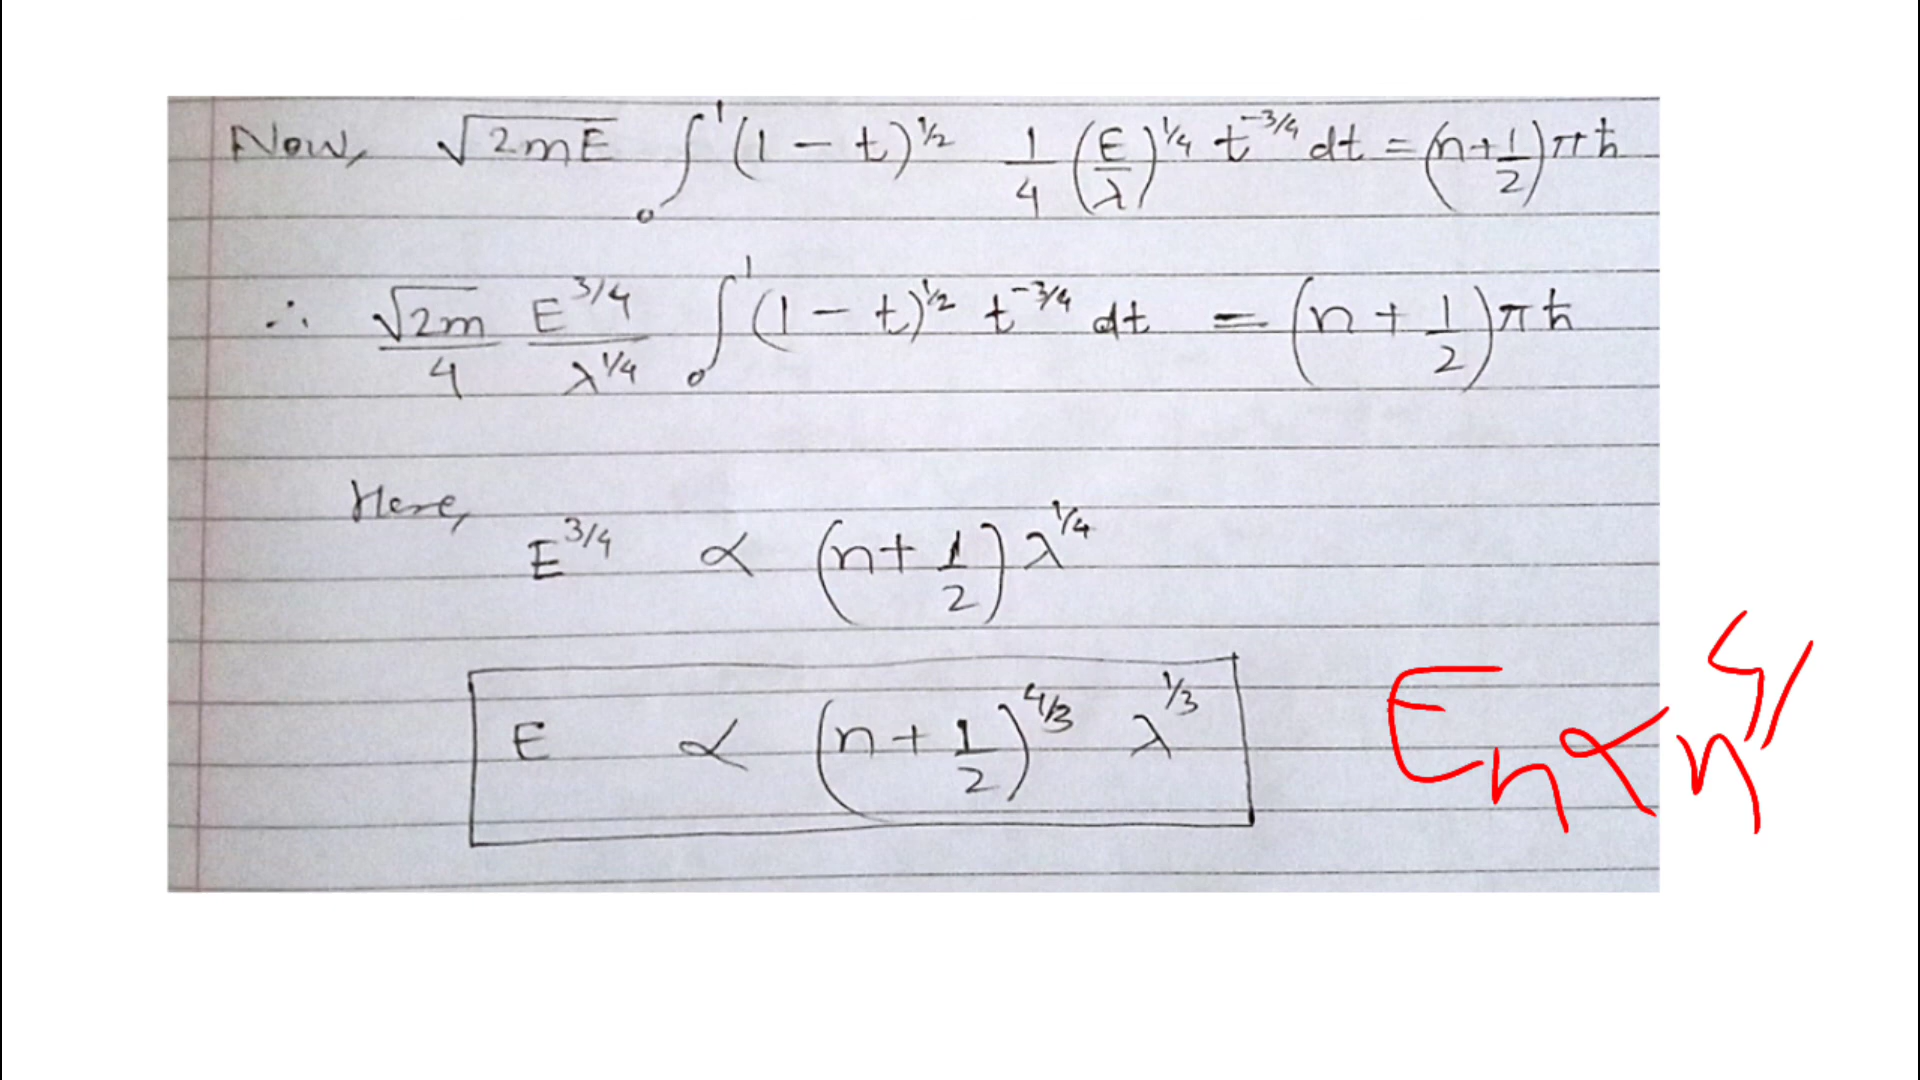 Now, √2mE ∫₀¹ (1 - t)^1/2 1/4 (E/λ)^1/4 t^-3/4 dt = (n+1/2)πħ
∴ √2m/4 E^3/4/λ^1/4 ∫₀¹ (1 - t)^1/2 t^-3/4 dt = (n + 1/2)πħ
Here,
E^3/4 ∝ (n+1/2) λ^1/4
E ∝ (n+1/2)^4/3 λ^1/3
En ∝ n